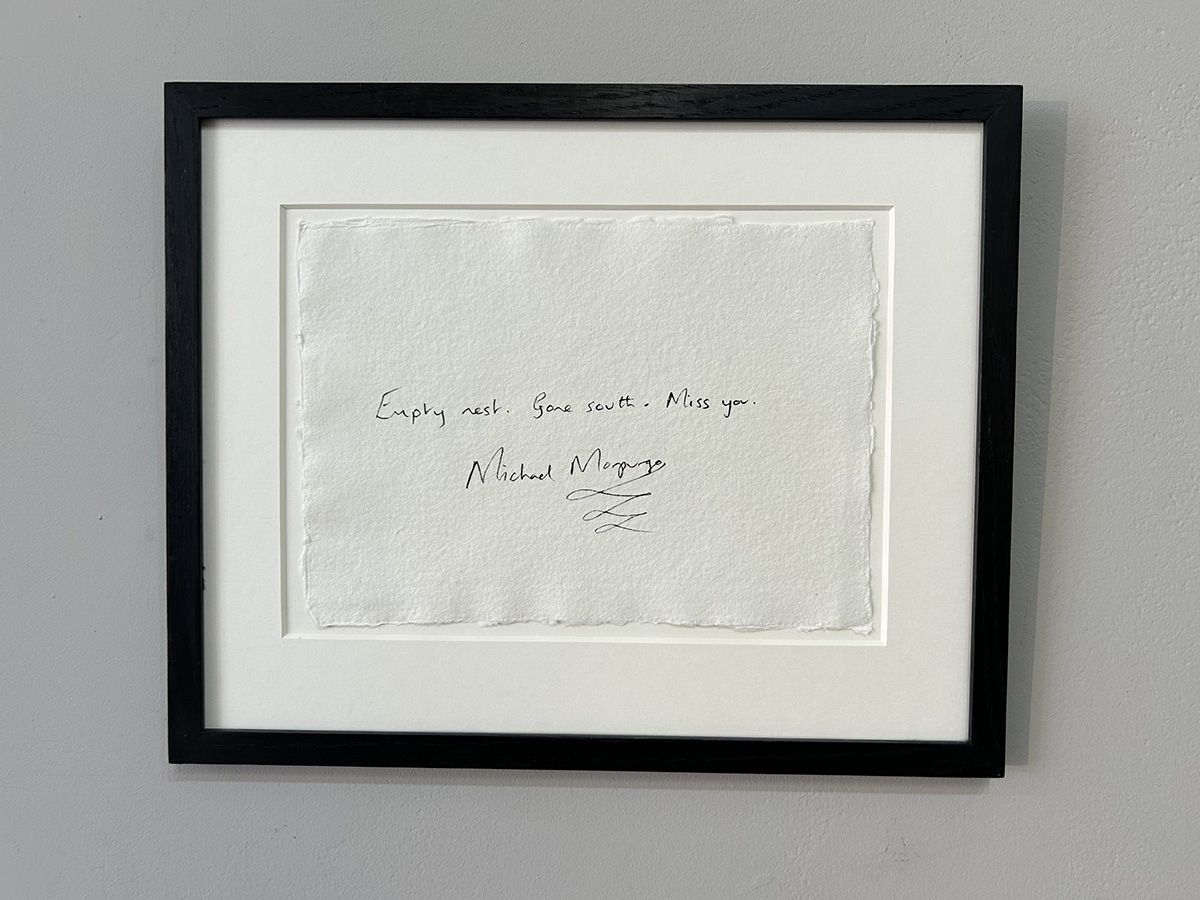 Empty nest. Gone south. Miss you.
Michael Morpurgo